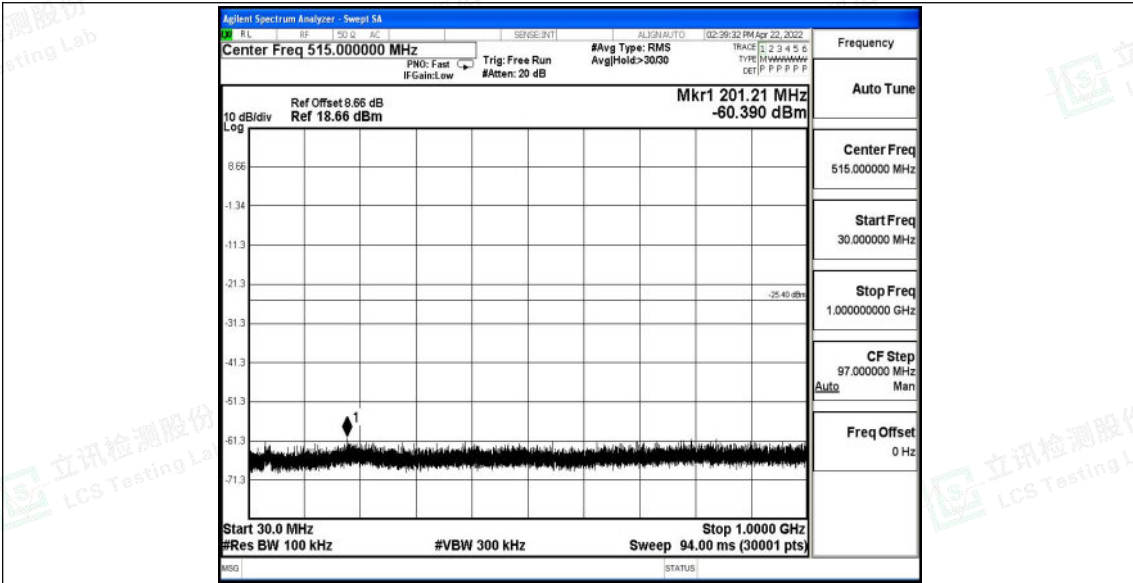 Agilent Spectrum Analyzer - Swept SA
RL RF 50 Ω AC SENSE:INT ALIGNAUTO 02:39:32 PM Apr 22, 2022
Center Freq 515.000000 MHz
PNO: Fast
IFGain:Low
Trig: Free Run
#Atten: 20 dB
#Avg Type: RMS
Avg|Hold:>30/30
TRACE 1 2 3 4 5 6
TYPE M
DET P P P P P P
Frequency
Auto Tune
Ref Offset 8.66 dB
10 dB/div Ref 18.66 dBm
Log
Mkr1 201.21 MHz
-60.390 dBm
8.66
-1.34
-11.3
-21.3
-25.40 dBm
-31.3
-41.3
-51.3
1
-61.3
-71.3
Center Freq
515.000000 MHz
Start Freq
30.000000 MHz
Stop Freq
1.000000000 GHz
CF Step
97.000000 MHz
Auto Man
Freq Offset
0 Hz
Start 30.0 MHz Stop 1.0000 GHz
#Res BW 100 kHz #VBW 300 kHz Sweep 94.00 ms (30001 pts)
MSG STATUS
立讯检测股份
LCS Testing Lab